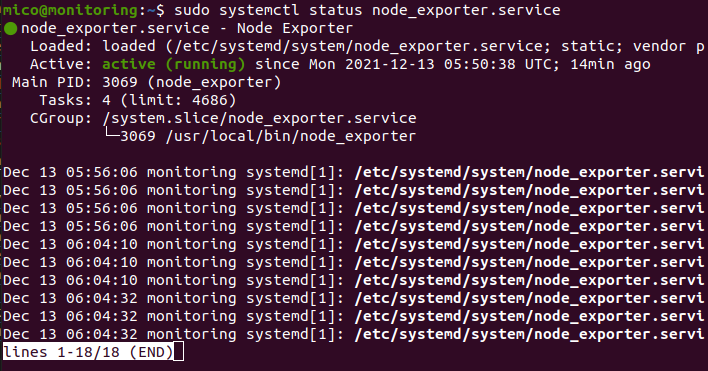 mico@monitoring:~$ sudo systemctl status node_exporter.service
● node_exporter.service - Node Exporter
   Loaded: loaded (/etc/systemd/system/node_exporter.service; static; vendor p
   Active: active (running) since Mon 2021-12-13 05:50:38 UTC; 14min ago
 Main PID: 3069 (node_exporter)
    Tasks: 4 (limit: 4686)
   CGroup: /system.slice/node_exporter.service
           └─3069 /usr/local/bin/node_exporter

Dec 13 05:56:06 monitoring systemd[1]: /etc/systemd/system/node_exporter.servi
Dec 13 05:56:06 monitoring systemd[1]: /etc/systemd/system/node_exporter.servi
Dec 13 05:56:06 monitoring systemd[1]: /etc/systemd/system/node_exporter.servi
Dec 13 05:56:06 monitoring systemd[1]: /etc/systemd/system/node_exporter.servi
Dec 13 06:04:10 monitoring systemd[1]: /etc/systemd/system/node_exporter.servi
Dec 13 06:04:10 monitoring systemd[1]: /etc/systemd/system/node_exporter.servi
Dec 13 06:04:10 monitoring systemd[1]: /etc/systemd/system/node_exporter.servi
Dec 13 06:04:32 monitoring systemd[1]: /etc/systemd/system/node_exporter.servi
Dec 13 06:04:32 monitoring systemd[1]: /etc/systemd/system/node_exporter.servi
Dec 13 06:04:32 monitoring systemd[1]: /etc/systemd/system/node_exporter.servi
lines 1-18/18 (END)